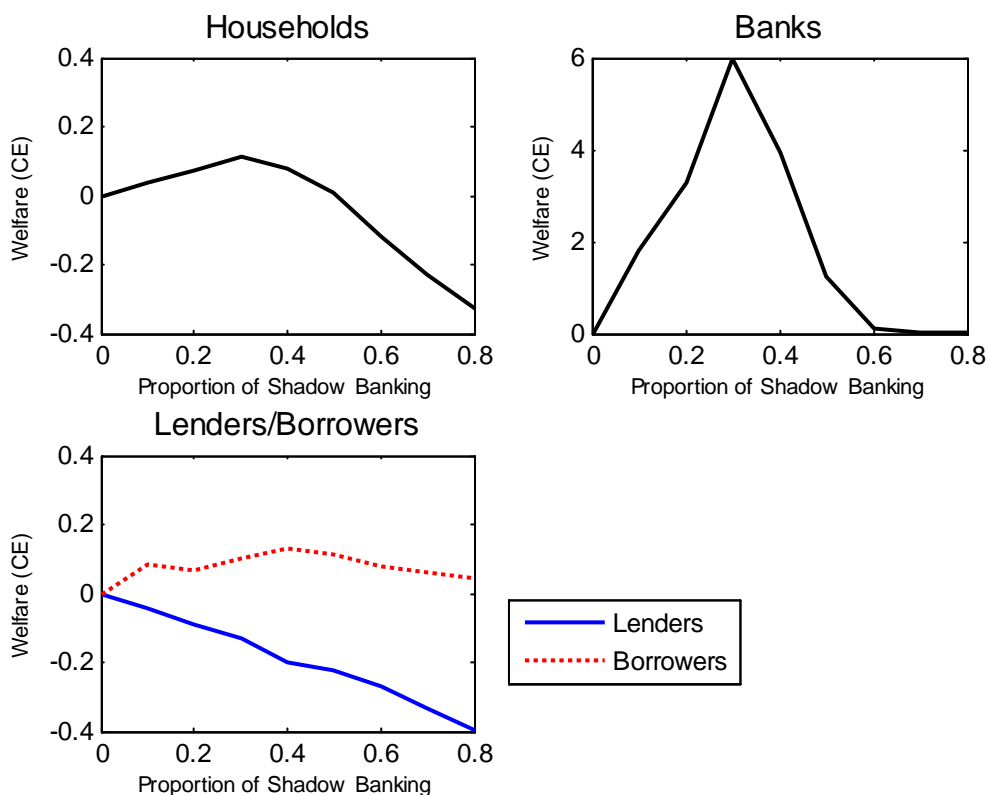 Households
0.4
0.2
0
-0.2
-0.4
Welfare (CE)
0 0.2 0.4 0.6 0.8
Proportion of Shadow Banking
Banks
6
4
2
0
Welfare (CE)
0 0.2 0.4 0.6 0.8
Proportion of Shadow Banking
Lenders/Borrowers
0.4
0.2
0
-0.2
-0.4
Welfare (CE)
0 0.2 0.4 0.6 0.8
Proportion of Shadow Banking
Lenders
Borrowers